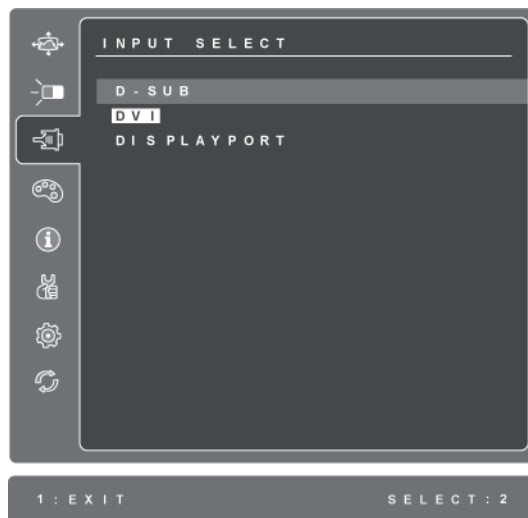 INPUT SELECT
D-SUB
DVI
DISPLAYPORT
1:EXIT SELECT:2